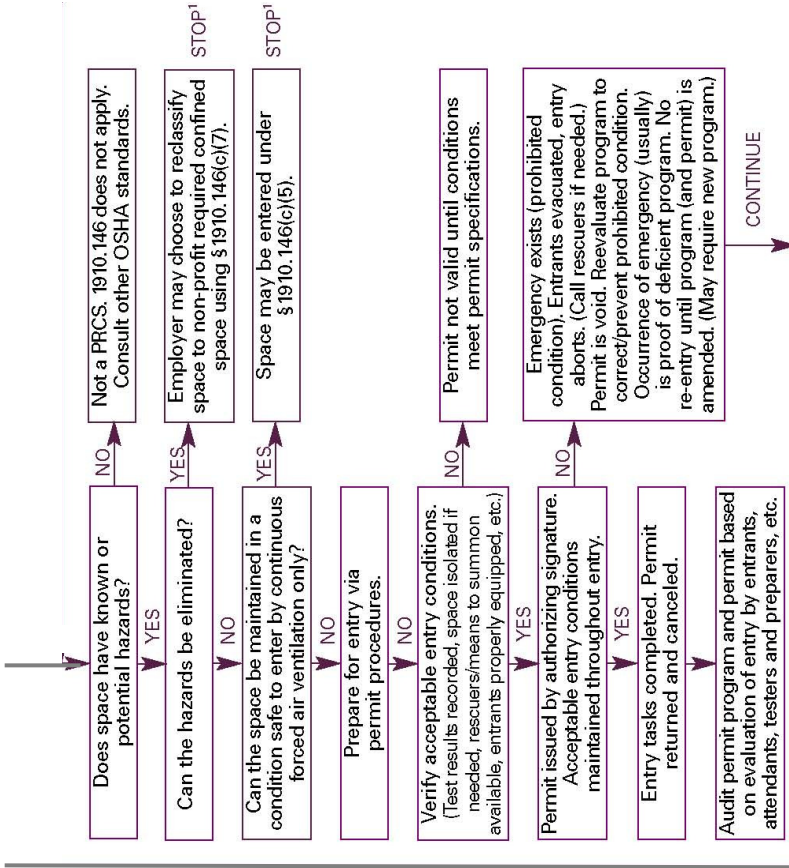 Does space have known or
potential hazards?
NO
Not a PRCS. 1910.146 does not apply.
Consult other OSHA standards.
YES
Can the hazards be eliminated?
YES
Employer may choose to reclassify
space to non-profit required confined
space using §1910.146(c)(7).
STOP¹
NO
Can the space be maintained in a
condition safe to enter by continuous
forced air ventilation only?
YES
Space may be entered under
§1910.146(c)(5).
STOP¹
NO
Prepare for entry via
permit procedures.
NO
Verify acceptable entry conditions.
(Test results recorded, space isolated if
needed, rescuers/means to summon
available, entrants properly equipped, etc.)
NO
Permit not valid until conditions
meet permit specifications.
YES
Permit issued by authorizing signature.
Acceptable entry conditions
maintained throughout entry.
NO
Emergency exists (prohibited
condition). Entrants evacuated, entry
aborts. (Call rescuers if needed.)
Permit is void. Reevaluate program to
correct/prevent prohibited condition.
Occurrence of emergency (usually)
is proof of deficient program. No
re-entry until program (and permit) is
amended. (May require new program.)
CONTINUE
YES
Entry tasks completed. Permit
returned and canceled.
Audit permit program and permit based
on evaluation of entry by entrants,
attendants, testers and preparers, etc.